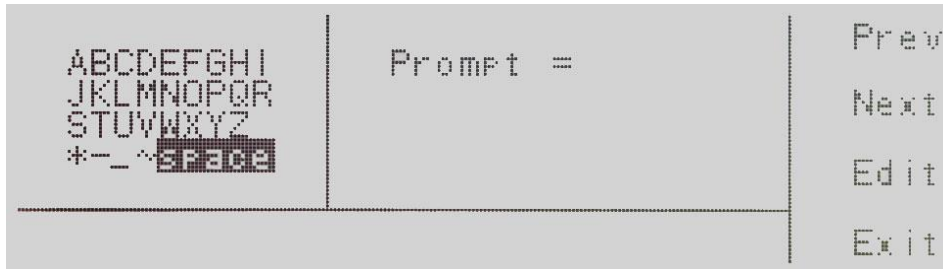 ABCDEFGHI
JKLMNOPQR
STUVWXYZ
*-_~space
Prompt =
Prev
Next
Edit
Exit